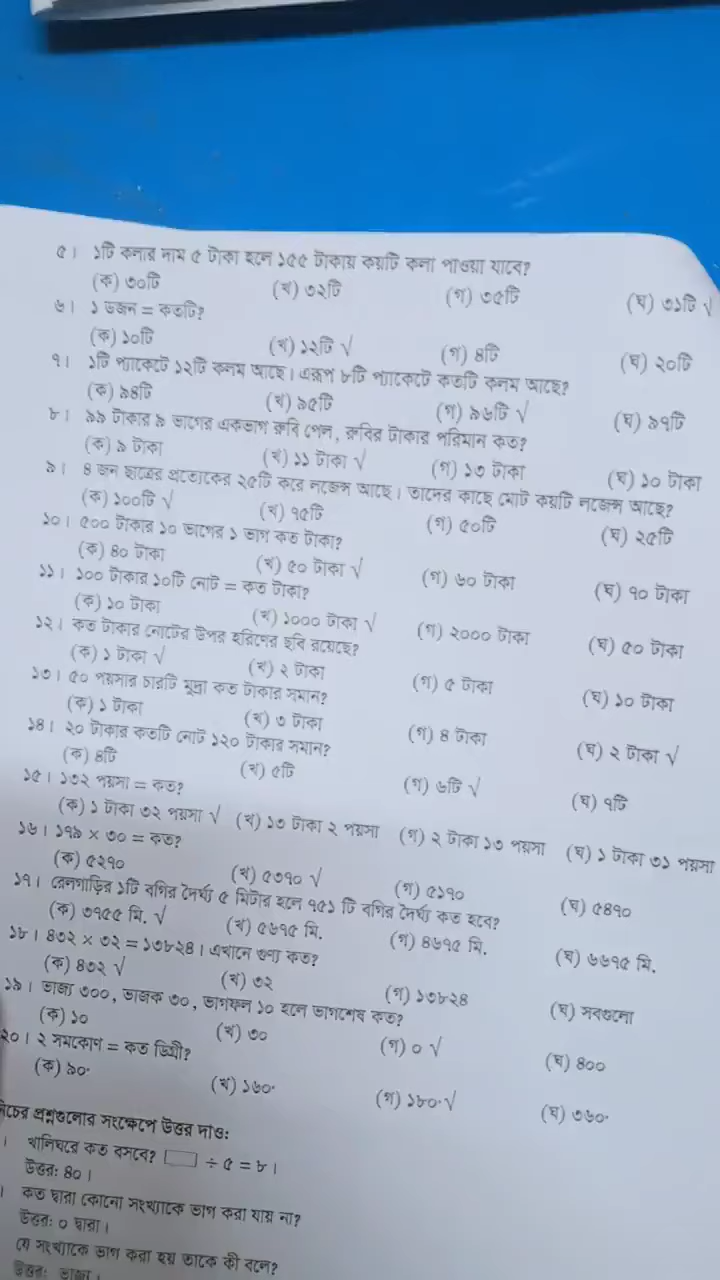 ৫। ১টি কলার দাম ৫ টাকা হলে ১৫৫ টাকায় কয়টি কলা পাওয়া যাবে?
(ক) ৩০টি (খ) ৩২টি (গ) ৩৫টি (ঘ) ৩১টি √
৬। ১ ডজন = কতটি?
(ক) ১০টি (খ) ১২টি √ (গ) ৪টি (ঘ) ২০টি
৭। ১টি প্যাকেটে ১২টি কলম আছে। এরূপ ৮টি প্যাকেটে কতটি কলম আছে?
(ক) ৯৪টি (খ) ৯৫টি (গ) ৯৬টি √ (ঘ) ৯৭টি
৮। ৯৯ টাকার ৯ ভাগের একভাগ রুবি পেল, রুবির টাকার পরিমান কত?
(ক) ৯ টাকা (খ) ১১ টাকা √ (গ) ১৩ টাকা (ঘ) ১০ টাকা
৯। ৪ জন ছাত্রের প্রত্যেকের ২৫টি করে লজেন্স আছে। তাদের কাছে মোট কয়টি লজেন্স আছে?
(ক) ১০০টি √ (খ) ৭৫টি (গ) ৫০টি (ঘ) ২৫টি
১০। ৫০০ টাকার ১০ ভাগের ১ ভাগ কত টাকা?
(ক) ৪০ টাকা (খ) ৫০ টাকা √ (গ) ৬০ টাকা (ঘ) ৭০ টাকা
১১। ১০০ টাকার ১০টি নোট = কত টাকা?
(ক) ১০ টাকা (খ) ১০০০ টাকা √ (গ) ২০০০ টাকা (ঘ) ৫০ টাকা
১২। কত টাকার নোটের উপর হরিণের ছবি রয়েছে?
(ক) ১ টাকা √ (খ) ২ টাকা (গ) ৫ টাকা (ঘ) ১০ টাকা
১৩। ৫০ পয়সার চারটি মুদ্রা কত টাকার সমান?
(ক) ১ টাকা (খ) ৩ টাকা (গ) ৪ টাকা (ঘ) ২ টাকা √
১৪। ২০ টাকার কতটি নোট ১২০ টাকার সমান?
(ক) ৪টি (খ) ৫টি (গ) ৬টি √ (ঘ) ৭টি
১৫। ১৩২ পয়সা = কত?
(ক) ১ টাকা ৩২ পয়সা √ (খ) ১৩ টাকা ২ পয়সা (গ) ২ টাকা ১৩ পয়সা (ঘ) ১ টাকা ৩১ পয়সা
১৬। ১৭৯ × ৩০ = কত?
(ক) ৫২৭০ (খ) ৫৩৭০ √ (গ) ৫১৭০ (ঘ) ৫৪৭০
১৭। রেলগাড়ির ১টি বগির দৈর্ঘ্য ৫ মিটার হলে ৭৫১ টি বগির দৈর্ঘ্য কত হবে?
(ক) ৩৭৫৫ মি. √ (খ) ৫৬৭৫ মি. (গ) ৪৬৭৫ মি. (ঘ) ৬৬৭৫ মি.
১৮। ৪৩২ × ৩২ = ১৩৮২৪। এখানে গুণ্য কত?
(ক) ৪৩২ √ (খ) ৩২ (গ) ১৩৮২৪ (ঘ) সবগুলো
১৯। ভাজ্য ৩০০, ভাজক ৩০, ভাগফল ১০ হলে ভাগশেষ কত?
(ক) ১০ (খ) ৩০ (গ) ০ √ (ঘ) ৪০০
২০। ২ সমকোণ = কত ডিগ্রী?
(ক) ৯০· (খ) ১৬০· (গ) ১৮০·√ (ঘ) ৩৬০·
প্রশ্নগুলোর সংক্ষেপে উত্তর দাও:
। খালিঘরে কত বসবে? □ ÷ ৫ = ৮।
উত্তর: ৪০।
। কত দ্বারা কোনো সংখ্যাকে ভাগ করা যায় না?
উত্তর: ০ দ্বারা।
যে সংখ্যাকে ভাগ করা হয় তাকে কী বলে?
উত্তর: ভাজ্য।